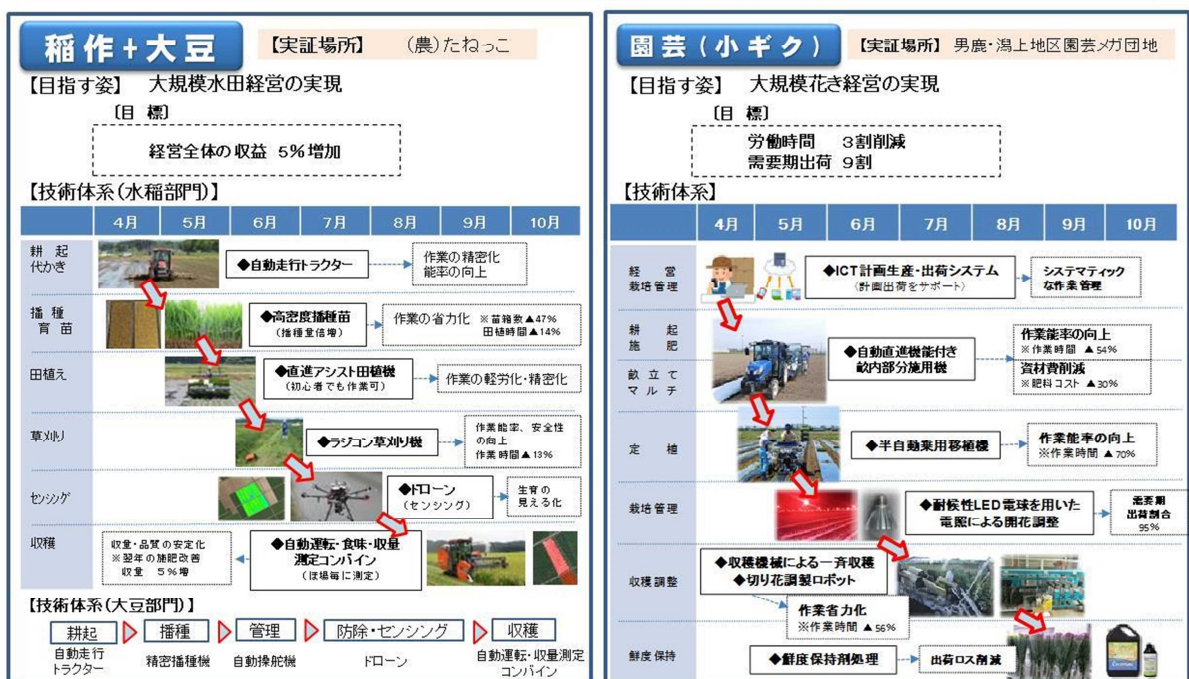 稲作+大豆
【実証場所】 (農)たねっこ
【目指す姿】 大規模水田経営の実現
〔目 標〕
経営全体の収益 5%増加
【技術体系(水稲部門)】
4月 5月 6月 7月 8月 9月 10月
耕 起
代かき
◆自動走行トラクター
作業の精密化
能率の向上
播 種
育 苗
◆高密度播種苗
(播種量倍増)
作業の省力化 ※苗箱数▲47%
田植時間▲14%
田植え
◆直進アシスト田植機
(初心者でも作業可)
作業の軽労化・精密化
草刈り
◆ラジコン草刈り機
作業能率、安全性
の向上
作業時間▲13%
センシング
◆ドローン
(センシング)
生育の
見える化
収穫
収量・品質の安定化
※翌年の施肥改善
収量 5%増
◆自動運転・食味・収量
測定コンバイン
(ほ場毎に測定)
【技術体系(大豆部門)】
耕起 播種 管理 防除・センシング 収穫
自動走行
トラクター
精密播種機
自動操舵機
ドローン
自動運転・収量測定
コンバイン
園芸(小ギク)
【実証場所】 男鹿・潟上地区園芸メガ団地
【目指す姿】 大規模花き経営の実現
〔目 標〕
労働時間 3割削減
需要期出荷 9割
【技術体系】
4月 5月 6月 7月 8月 9月 10月
経 営
栽培管理
◆ICT計画生産・出荷システム
(計画出荷をサポート)
システマティック
な作業管理
耕 起
施 肥
畝立て
マルチ
◆自動直進機能付き
畝内部分施用機
作業能率の向上
※作業時間 ▲54%
資材費削減
※肥料コスト ▲30%
定 植
◆半自動乗用移植機
作業能率の向上
※作業時間 ▲70%
栽培管理
◆耐候性LED電球を用いた
電照による開花調整
需要期
出荷割合
95%
収穫調整
◆収穫機械による一斉収穫
◆切り花調製ロボット
作業省力化
※作業時間 ▲56%
鮮度保持
◆鮮度保持剤処理
出荷ロス削減